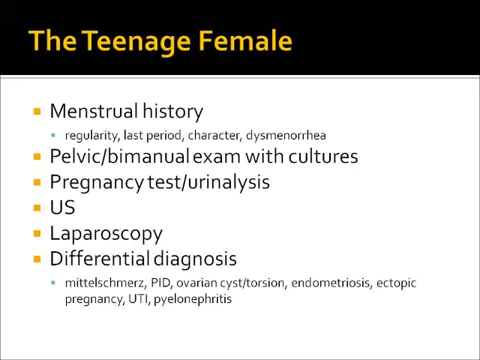 The Teenage Female
Menstrual history
regularity, last period, character, dysmenorrhea
Pelvic/bimanual exam with cultures
Pregnancy test/urinalysis
US
Laparoscopy
Differential diagnosis
mittelschmerz, PID, ovarian cyst/torsion, endometriosis, ectopic
pregnancy, UTI, pyelonephritis